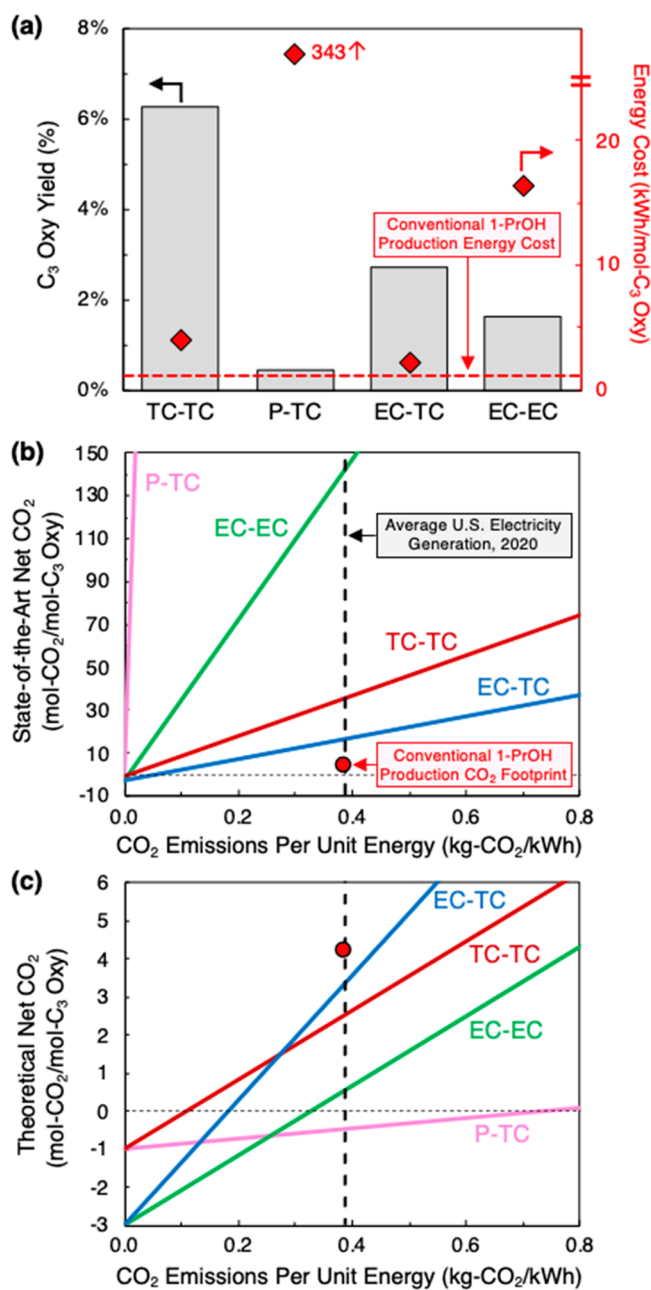 (a)
8%
6%
4%
2%
0%
C₃ Oxy Yield (%)
343↑
Conventional 1-PrOH
Production Energy Cost
20
10
0
Energy Cost (kWh/mol-C₃ Oxy)
TC-TC P-TC EC-TC EC-EC
(b)
150
130
110
90
70
50
30
10
-10
State-of-the-Art Net CO₂
(mol-CO₂/mol-C₃ Oxy)
P-TC
EC-EC
Average U.S. Electricity
Generation, 2020
TC-TC
EC-TC
Conventional 1-PrOH
Production CO₂ Footprint
0.0 0.2 0.4 0.6 0.8
CO₂ Emissions Per Unit Energy (kg-CO₂/kWh)
(c)
6
5
4
3
2
1
0
-1
-2
-3
Theoretical Net CO₂
(mol-CO₂/mol-C₃ Oxy)
EC-TC
TC-TC
EC-EC
P-TC
0.0 0.2 0.4 0.6 0.8
CO₂ Emissions Per Unit Energy (kg-CO₂/kWh)